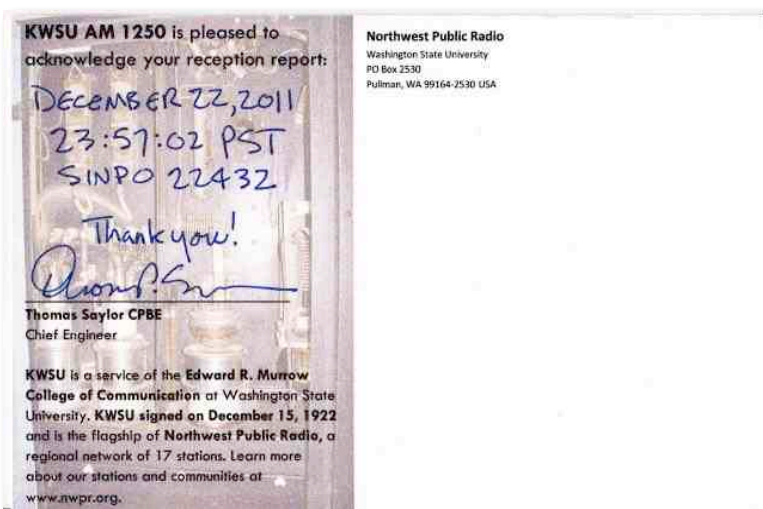 KWSU AM 1250 is pleased to
acknowledge your reception report:
DECEMBER 22, 2011
23:57:02 PST
SINPO 22432
Thank you!
Thomas Saylor CPBE
Chief Engineer
KWSU is a service of the Edward R. Murrow
College of Communication at Washington State
University. KWSU signed on December 15, 1922
and is the flagship of Northwest Public Radio, a
regional network of 17 stations. Learn more
about our stations and communities at
www.nwpr.org.
Northwest Public Radio
Washington State University
PO Box 2530
Pullman, WA 99164-2530 USA